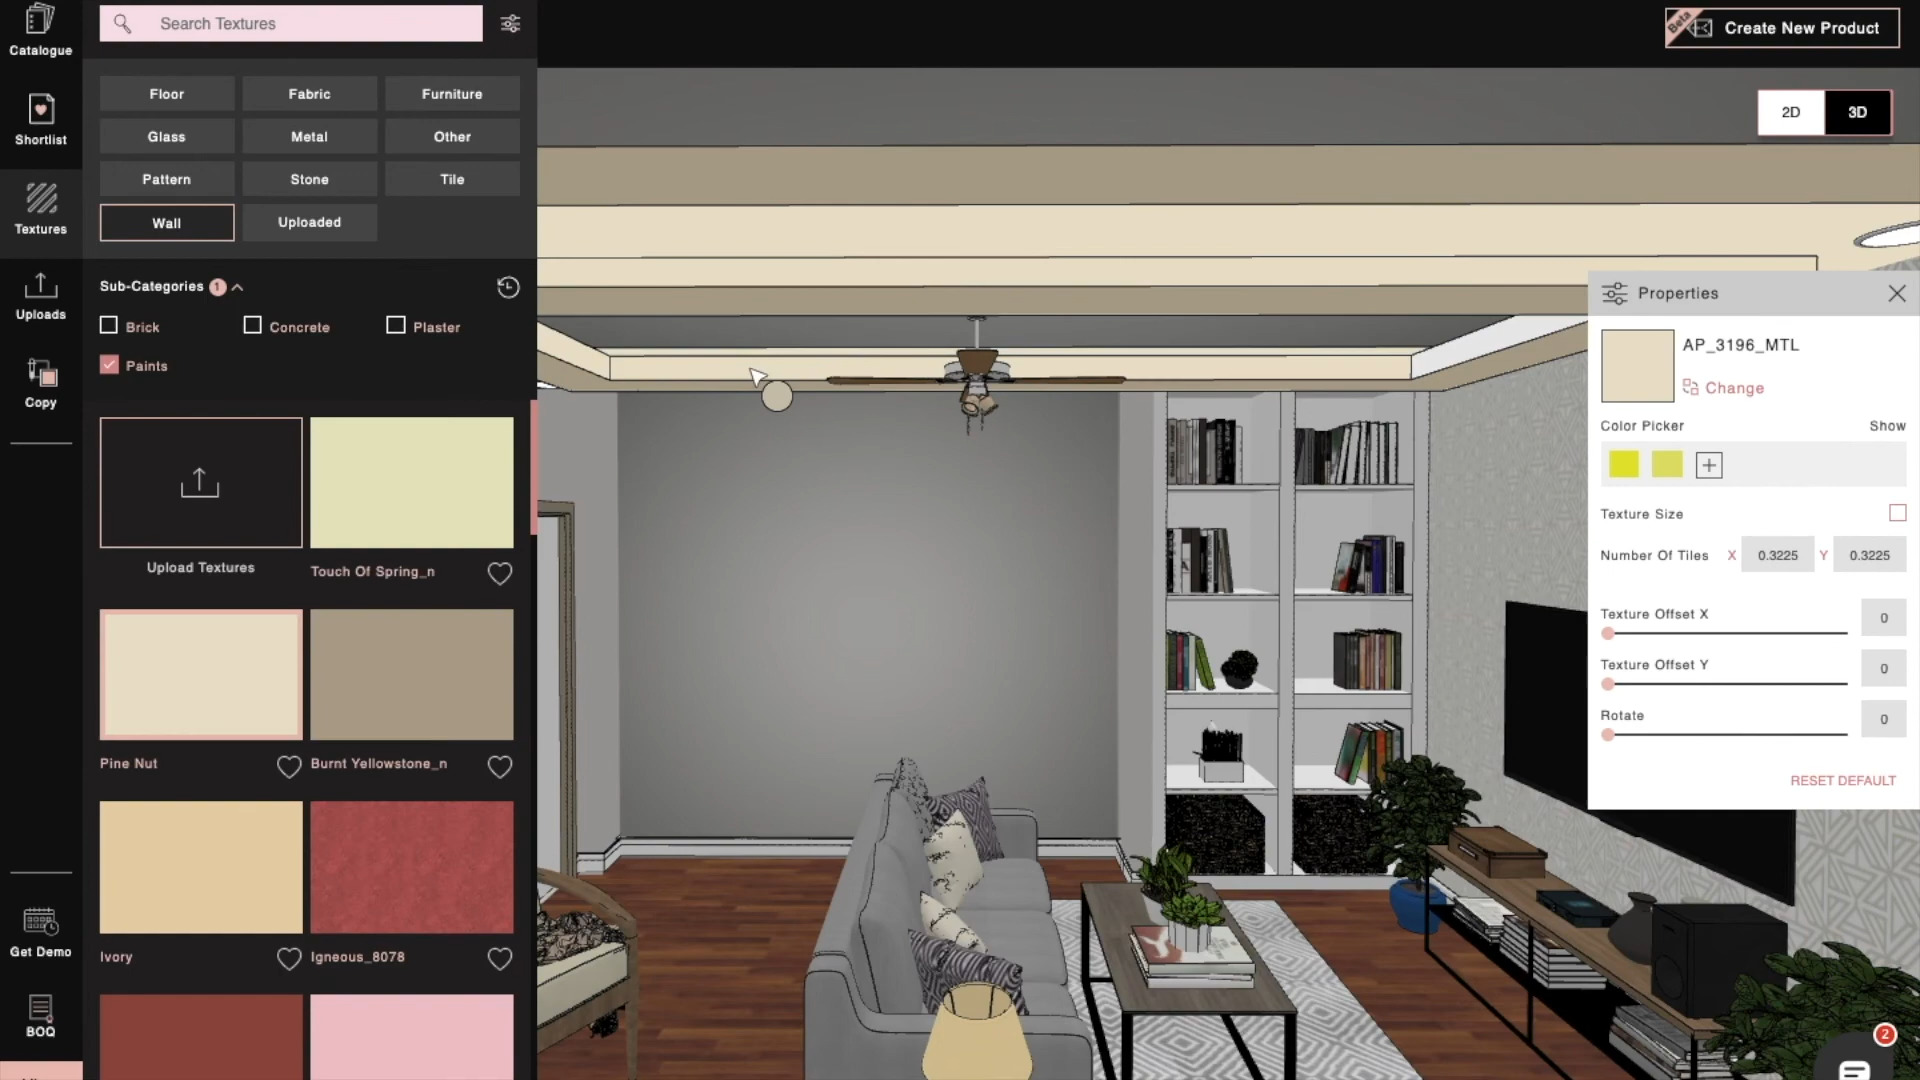 Catalogue
Shortlist
Textures
Uploads
Copy
Get Demo
BOQ
Search Textures
Floor
Fabric
Furniture
Glass
Metal
Other
Pattern
Stone
Tile
Wall
Uploaded
Sub-Categories 1
Brick
Concrete
Plaster
Paints
Upload Textures
Touch Of Spring_n
Pine Nut
Burnt Yellowstone_n
Ivory
Igneous_8078
Beta
Create New Product
2D
3D
Properties
AP_3196_MTL
Change
Color Picker
Show
Texture Size
Number Of Tiles X 0.3225 Y 0.3225
Texture Offset X
0
Texture Offset Y
0
Rotate
0
RESET DEFAULT
2